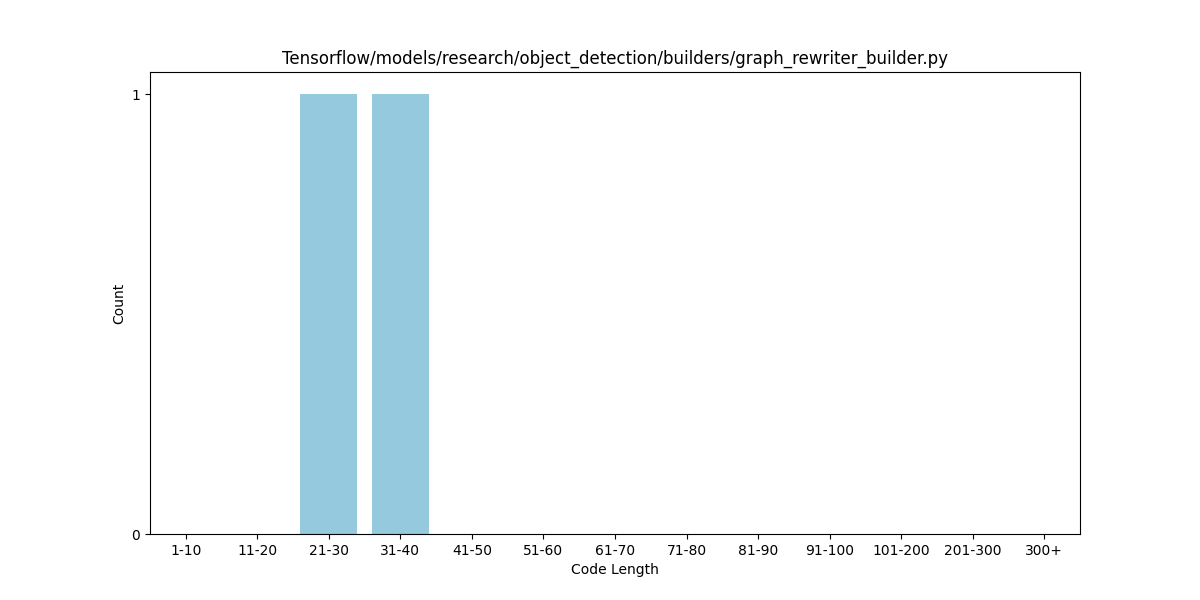 Tensorflow/models/research/object_detection/builders/graph_rewriter_builder.py
1
Count
0
1-10 11-20 21-30 31-40 41-50 51-60 61-70 71-80 81-90 91-100 101-200 201-300 300+
Code Length